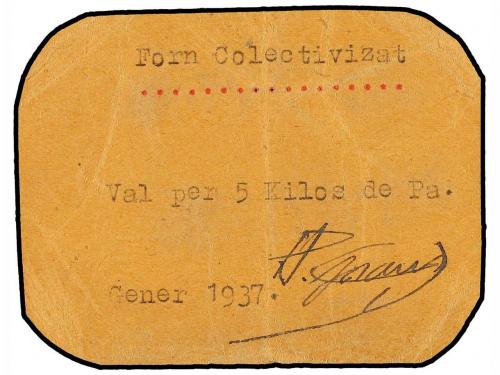 Forn Colectivizat
Val per 5 Kilos de Pa.
Gener 1937.